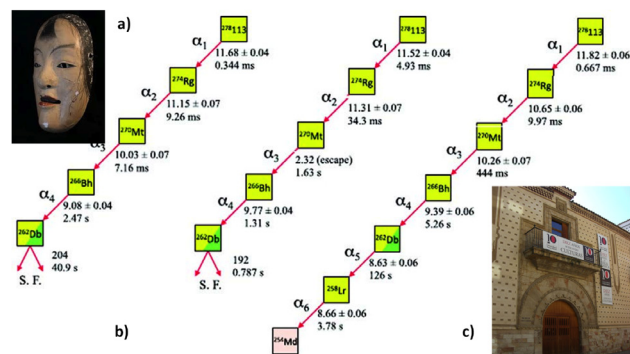 a)
²⁷⁸113
α₁
11.68 ± 0.04
0.344 ms
²⁷⁴Rg
α₂
11.15 ± 0.07
9.26 ms
²⁷⁰Mt
α₃
10.03 ± 0.07
7.16 ms
²⁶⁶Bh
α₄
9.08 ± 0.04
2.47 s
²⁶²Db
204
40.9 s
S. F.
b)
²⁷⁸113
α₁
11.52 ± 0.04
4.93 ms
²⁷⁴Rg
α₂
11.31 ± 0.07
34.3 ms
²⁷⁰Mt
α₃
2.32 (escape)
1.63 s
²⁶⁶Bh
α₄
9.77 ± 0.04
1.31 s
²⁶²Db
192
0.787 s
S. F.
²⁷⁸113
α₁
11.82 ± 0.06
0.667 ms
²⁷⁴Rg
α₂
10.65 ± 0.06
9.97 ms
²⁷⁰Mt
α₃
10.26 ± 0.07
444 ms
²⁶⁶Bh
α₄
9.39 ± 0.06
5.26 s
²⁶²Db
α₅
8.63 ± 0.06
126 s
²⁵⁸Lr
α₆
8.66 ± 0.06
3.78 s
²⁵⁴Md
c)